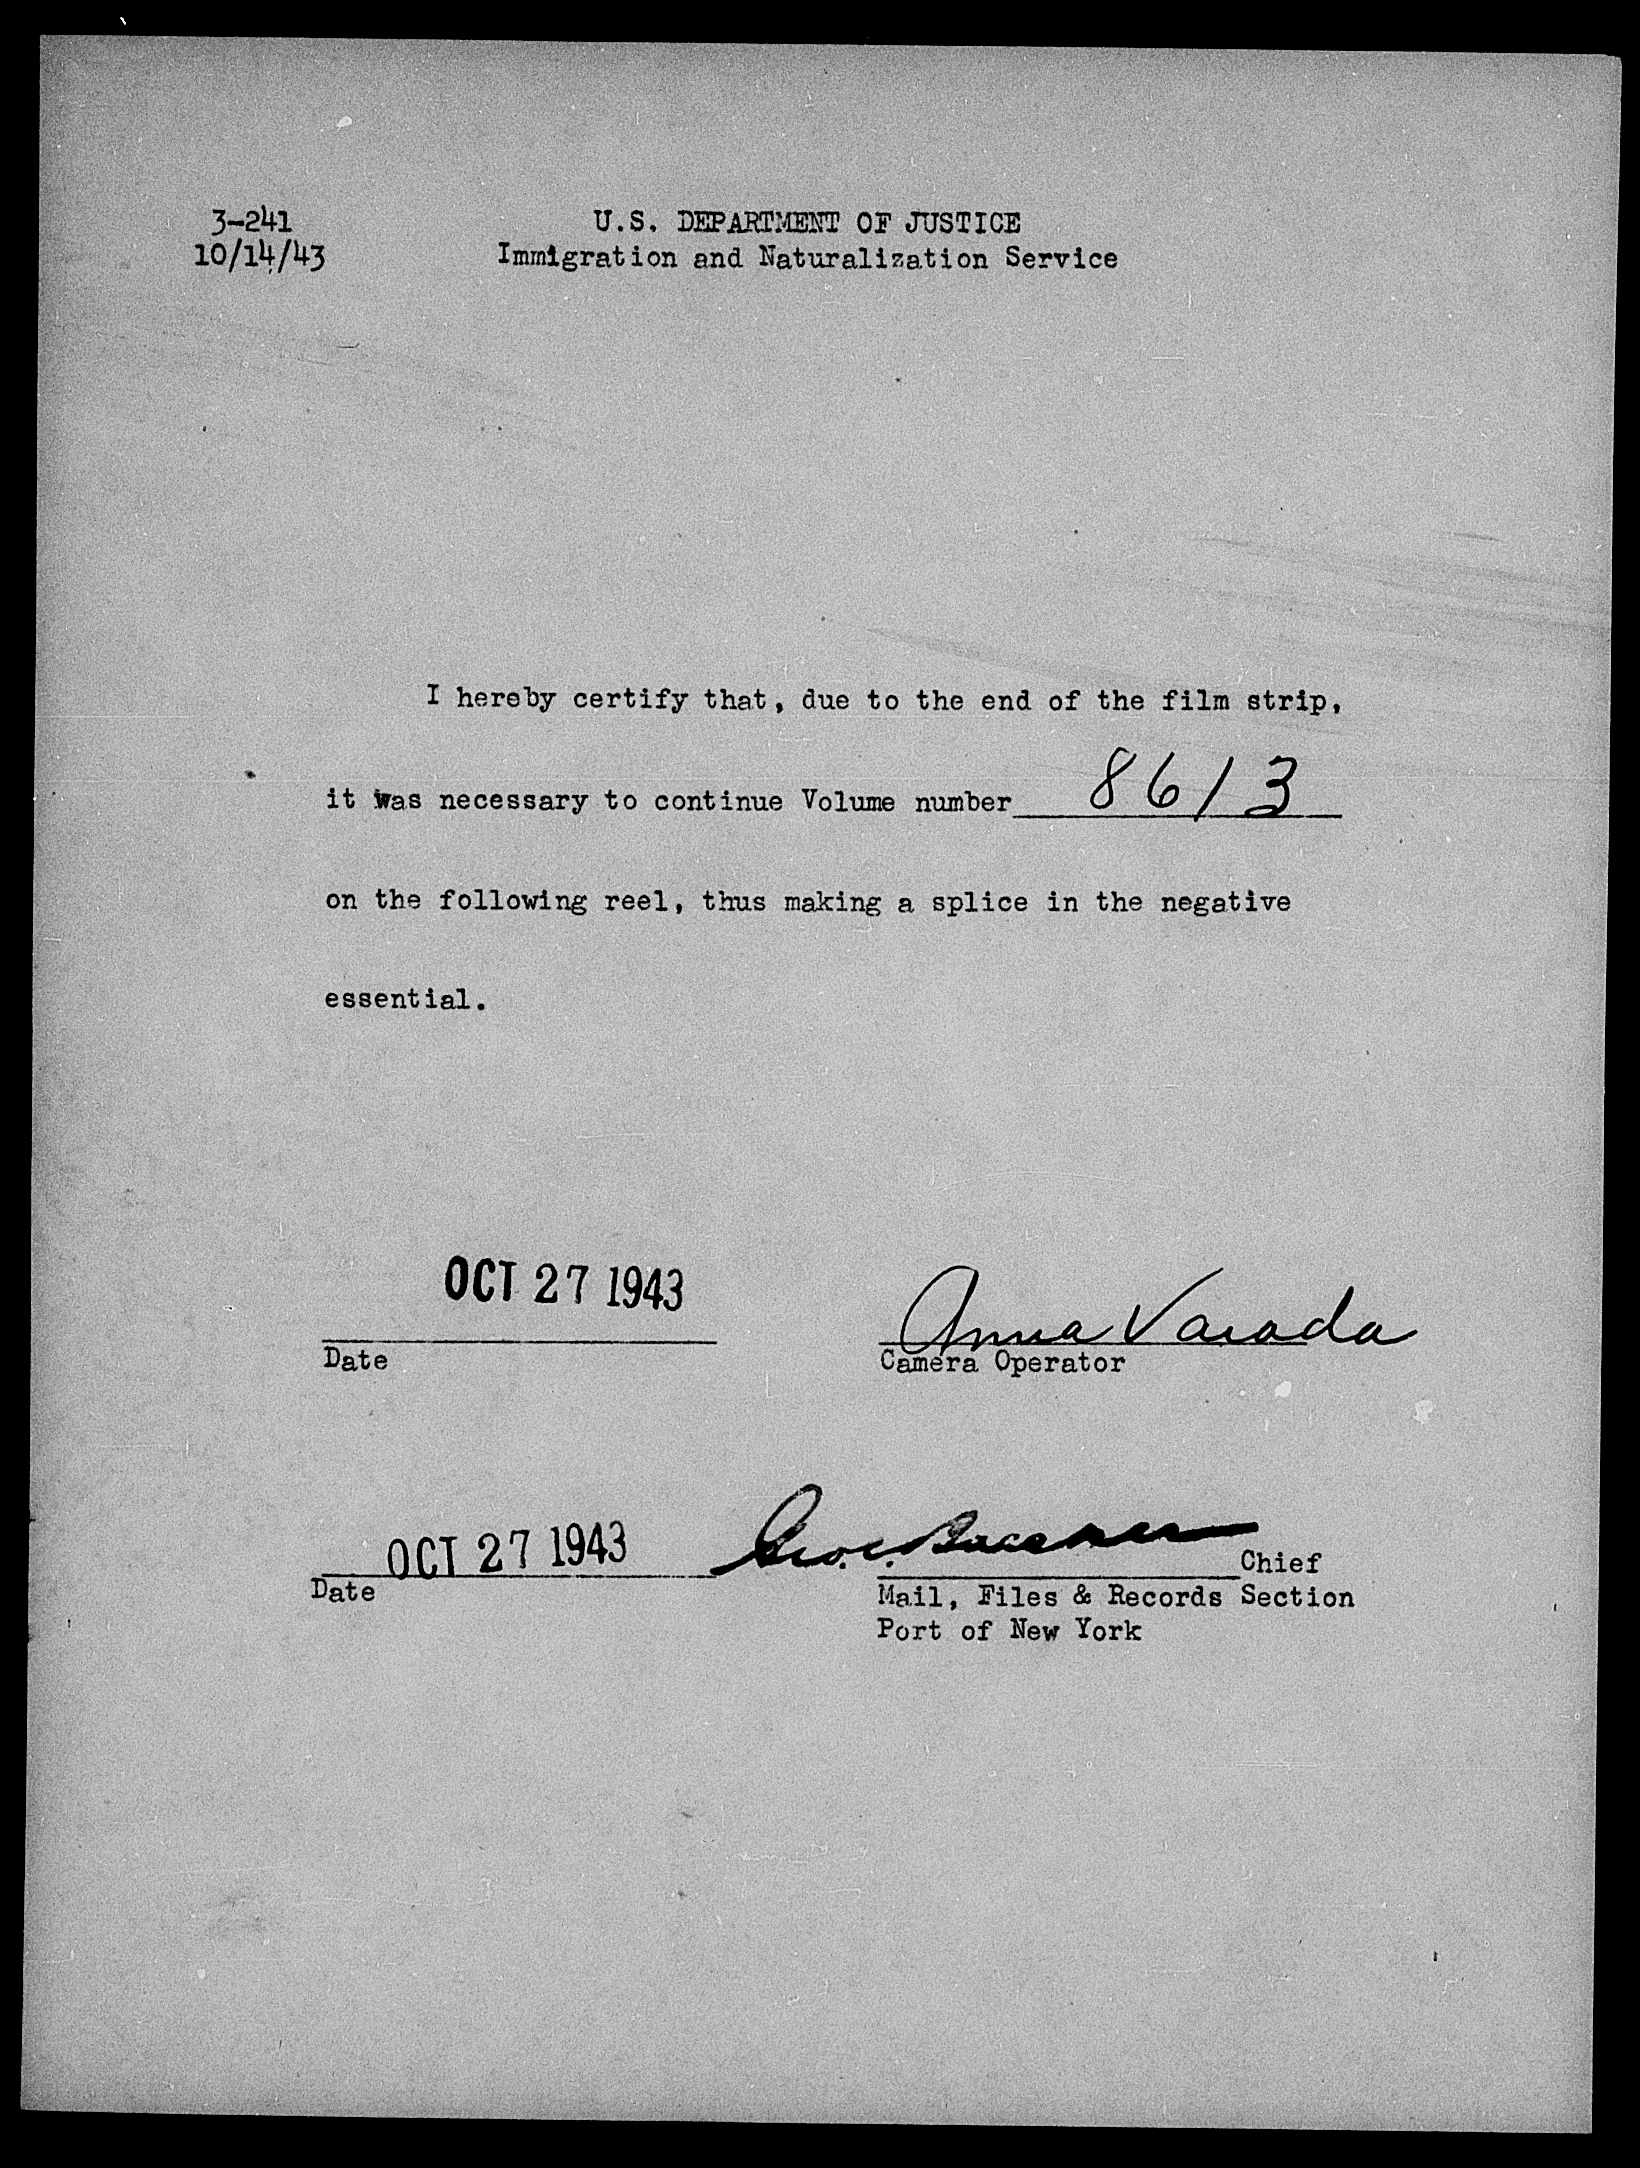 3-241
10/14/43
U.S. DEPARTMENT OF JUSTICE
Immigration and Naturalization Service
I hereby certify that, due to the end of the film strip,
it was necessary to continue Volume number 8613
on the following reel, thus making a splice in the negative
essential.
OCT 27 1943
Date
Anna Varada
Camera Operator
OCT 27 1943
Date
Geo. C.
Chief
Mail, Files & Records Section
Port of New York